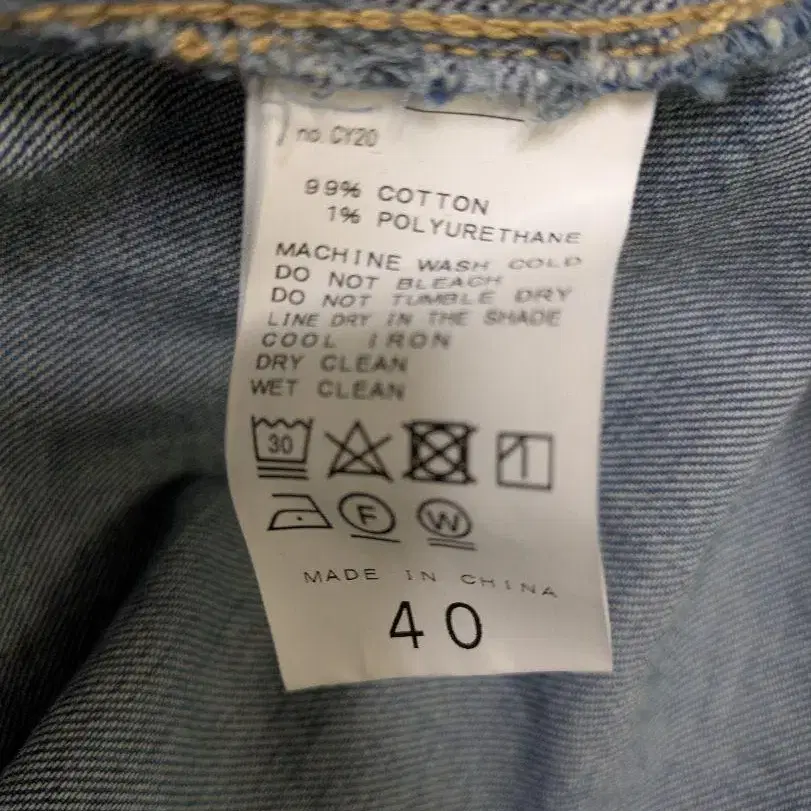 no. CY20
99% COTTON
1% POLYURETHANE
MACHINE WASH COLD
DO NOT BLEACH
DO NOT TUMBLE DRY
LINE DRY IN THE SHADE
COOL IRON
DRY CLEAN
WET CLEAN
30
F W
MADE IN CHINA
40